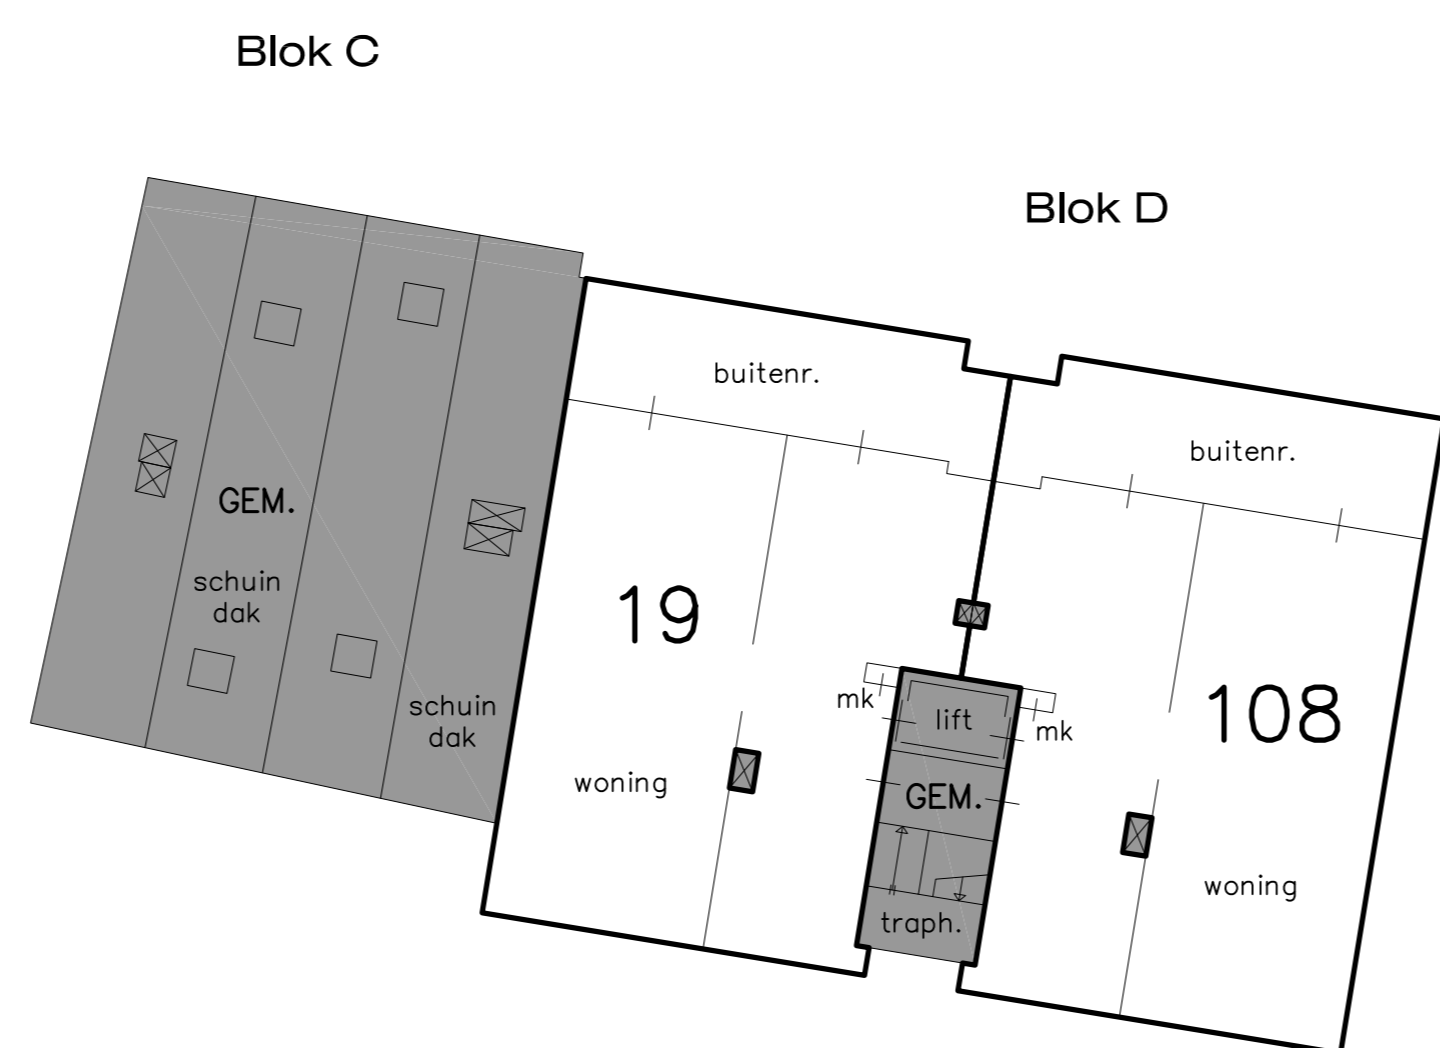 Blok C
Blok D
buitenr.
buitenr.
GEM.
schuin
dak
19
schuin
dak
mk
lift
mk
108
woning
GEM.
woning
traph.